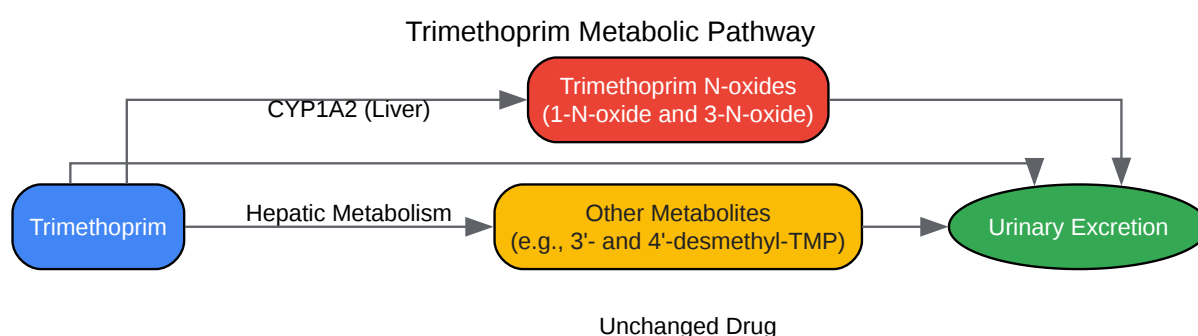 Trimethoprim Metabolic Pathway
Trimethoprim N-oxides
(1-N-oxide and 3-N-oxide)
CYP1A2 (Liver)
Trimethoprim
Hepatic Metabolism
Other Metabolites
(e.g., 3'- and 4'-desmethyl-TMP)
Urinary Excretion
Unchanged Drug